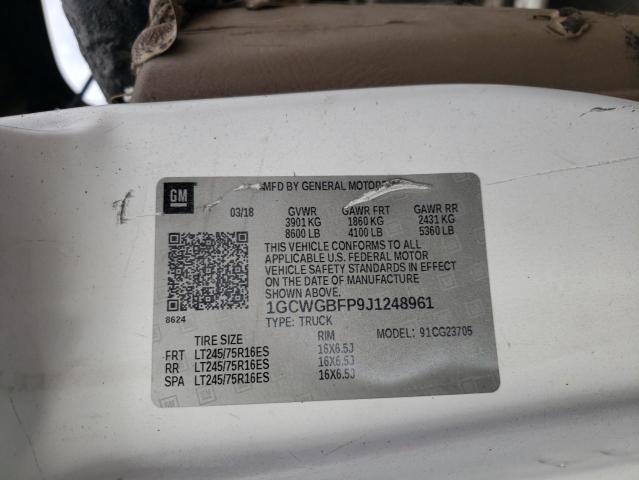 GM
MFD BY GENERAL MOTORS
03/18 GVWR GAWR FRT GAWR RR
3901 KG 1860 KG 2431 KG
8600 LB 4100 LB 5360 LB
THIS VEHICLE CONFORMS TO ALL
APPLICABLE U.S. FEDERAL MOTOR
VEHICLE SAFETY STANDARDS IN EFFECT
ON THE DATE OF MANUFACTURE
SHOWN ABOVE.
8624
1GCWGBFP9J1248961
TYPE: TRUCK MODEL: 91CG23705
TIRE SIZE RIM
FRT LT245/75R16ES 16X6.5J
RR LT245/75R16ES 16X6.5J
SPA LT245/75R16ES 16X6.5J